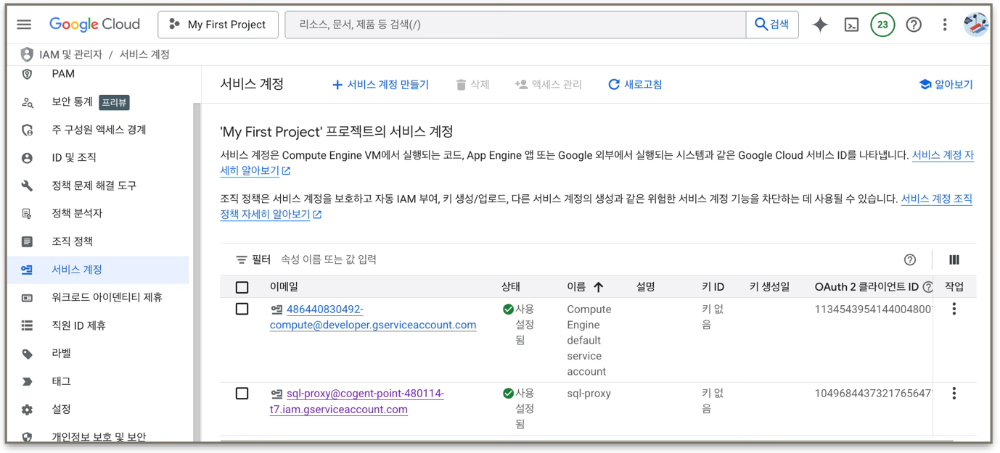 Google Cloud
My First Project
리소스, 문서, 제품 등 검색(/)
검색
23
IAM 및 관리자 / 서비스 계정
PAM
보안 통계 프리뷰
주 구성원 액세스 경계
ID 및 조직
정책 문제 해결 도구
정책 분석자
조직 정책
서비스 계정
워크로드 아이덴티티 제휴
직원 ID 제휴
라벨
태그
설정
개인정보 보호 및 보안
서비스 계정
서비스 계정 만들기
삭제
액세스 관리
새로고침
알아보기
'My First Project' 프로젝트의 서비스 계정
서비스 계정은 Compute Engine VM에서 실행되는 코드, App Engine 앱 또는 Google 외부에서 실행되는 시스템과 같은 Google Cloud 서비스 ID를 나타냅니다. 서비스 계정 자
세히 알아보기
조직 정책은 서비스 계정을 보호하고 자동 IAM 부여, 키 생성/업로드, 다른 서비스 계정의 생성과 같은 위험한 서비스 계정 기능을 차단하는 데 사용될 수 있습니다. 서비스 계정 조직
정책 자세히 알아보기
필터 속성 이름 또는 값 입력
이메일 상태 이름 설명 키 ID 키 생성일 OAuth 2 클라이언트 ID 작업
486440830492-
compute@developer.gserviceaccount.com
사용
설정
됨
Compute
Engine
default
service
account
키 없
음
1134543954144004800
sql-proxy@cogent-point-480114-
t7.iam.gserviceaccount.com
사용
설정
됨
sql-proxy
키 없
음
1049684437321765647